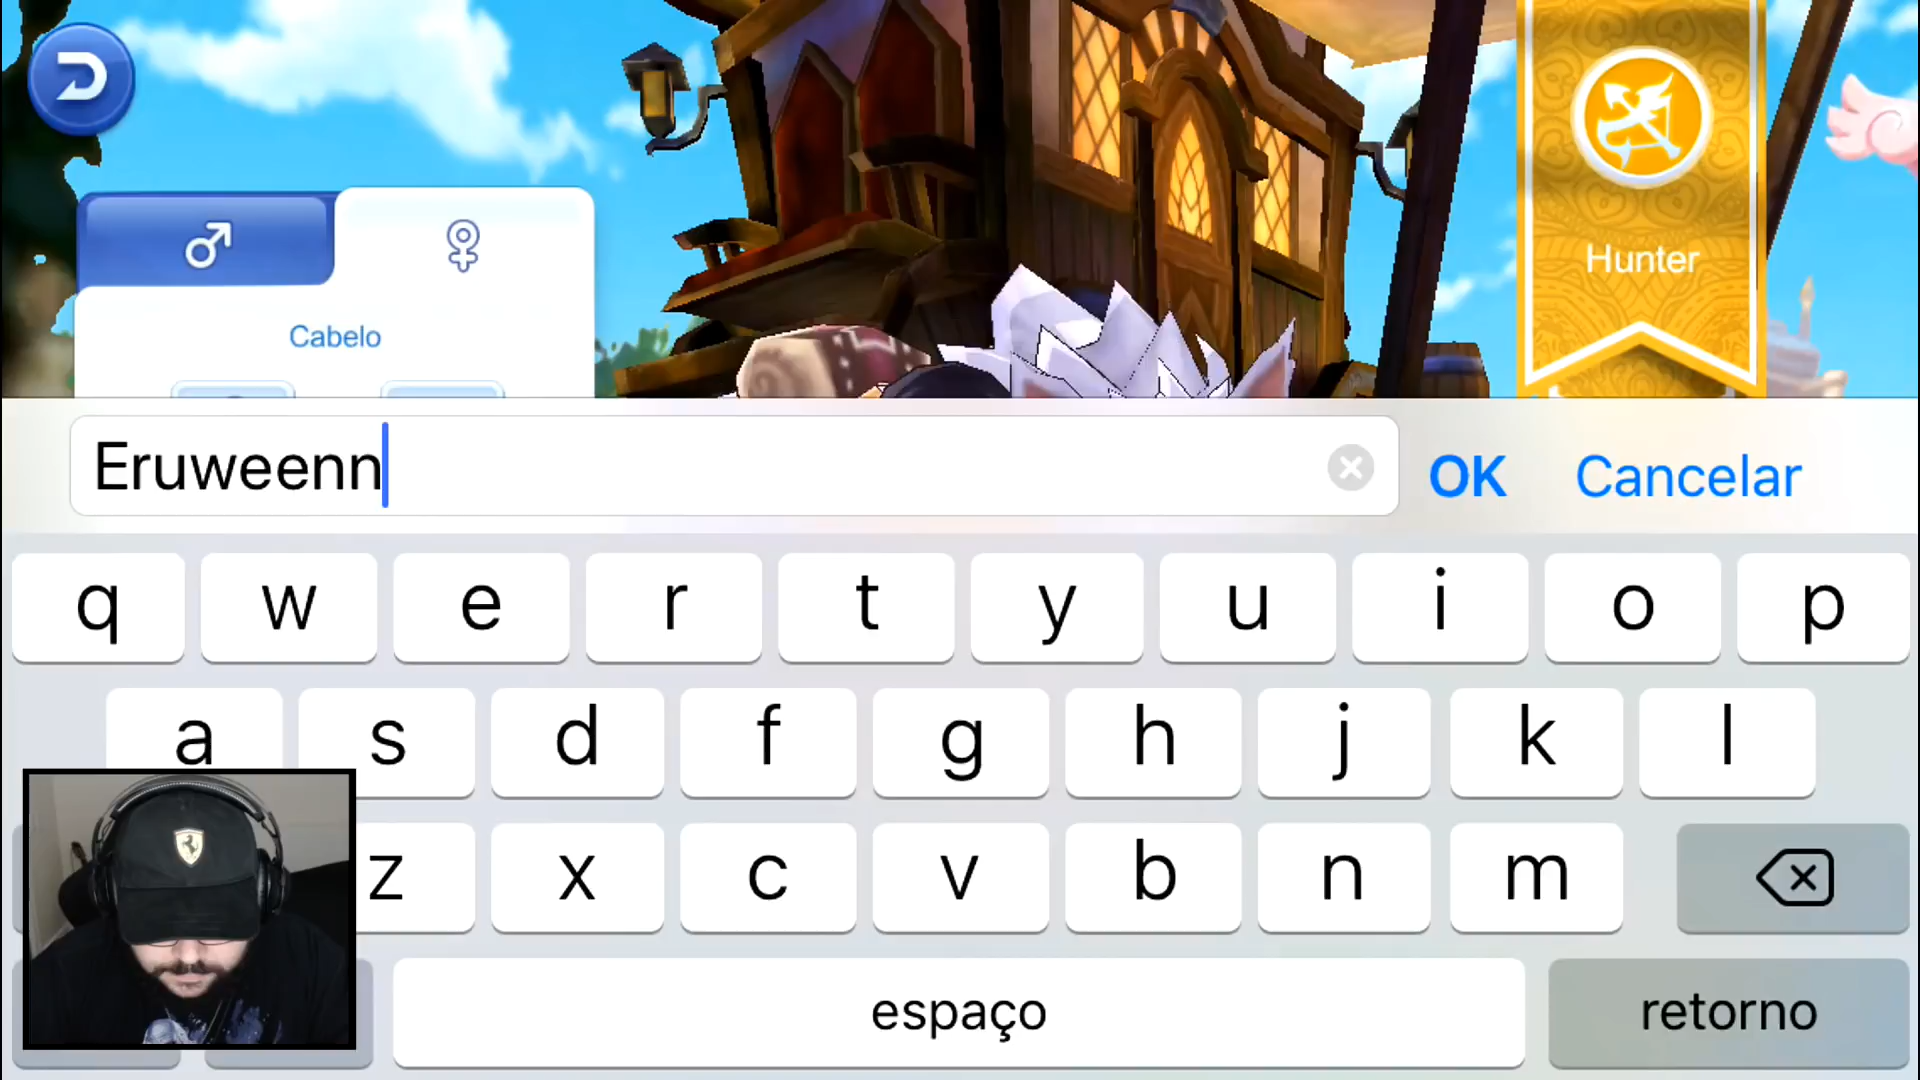 Hunter
Cabelo
Eruweenn
OK Cancelar
q w e r t y u i o p
a s d f g h j k l
z x c v b n m
espaço retorno